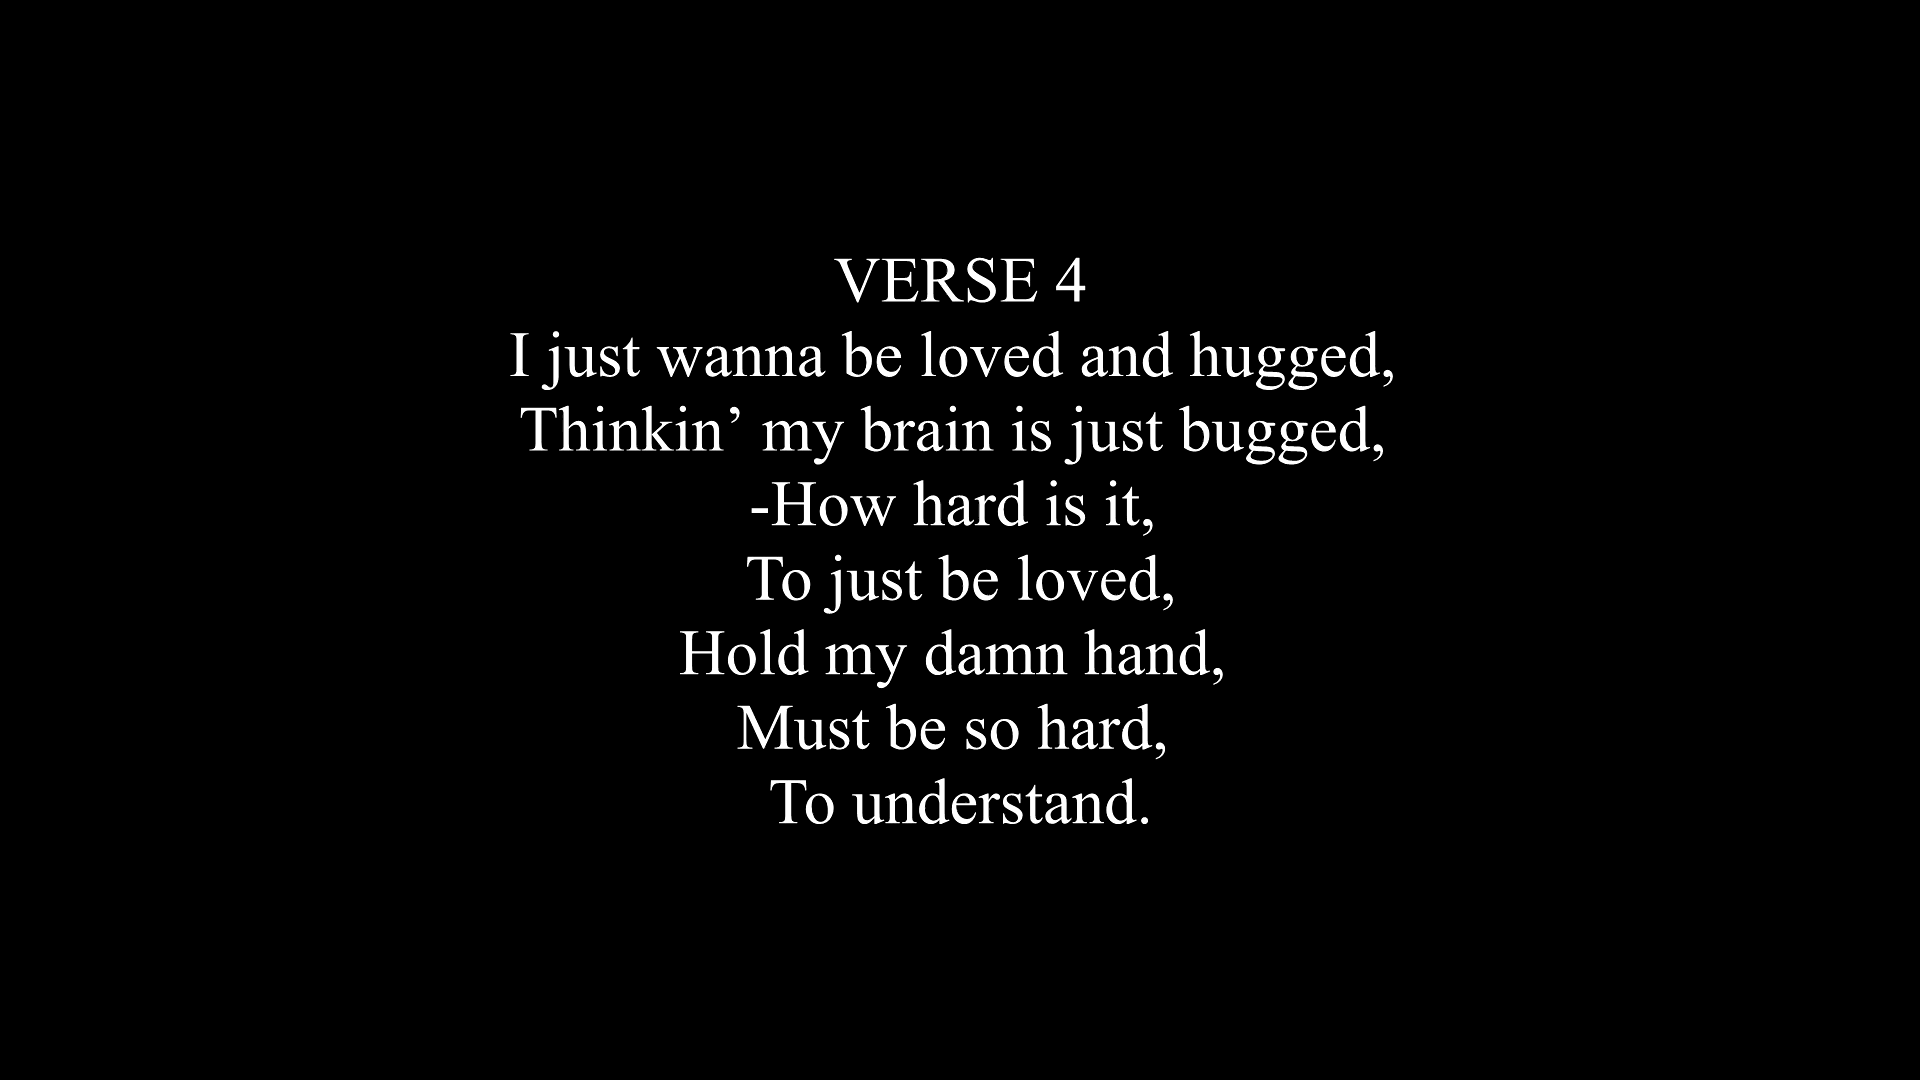 VERSE 4
I just wanna be loved and hugged,
Thinkin’ my brain is just bugged,
-How hard is it,
To just be loved,
Hold my damn hand,
Must be so hard,
To understand.